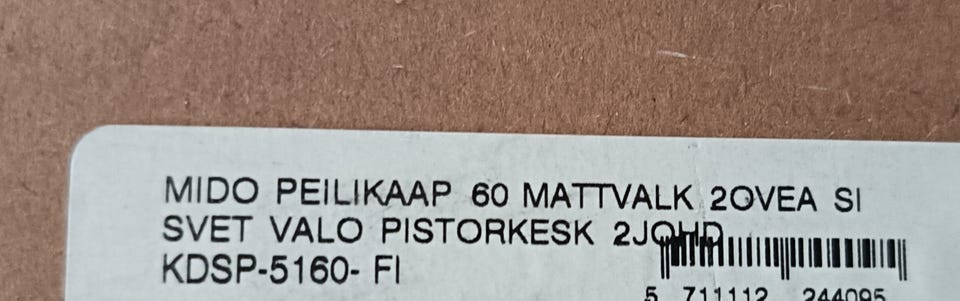 MIDO PEILIKAAP 60 MATTVALK 2OVEA SI
SVET VALO PISTORKESK 2JOHD
KDSP-5160- FI
5 711112 244095